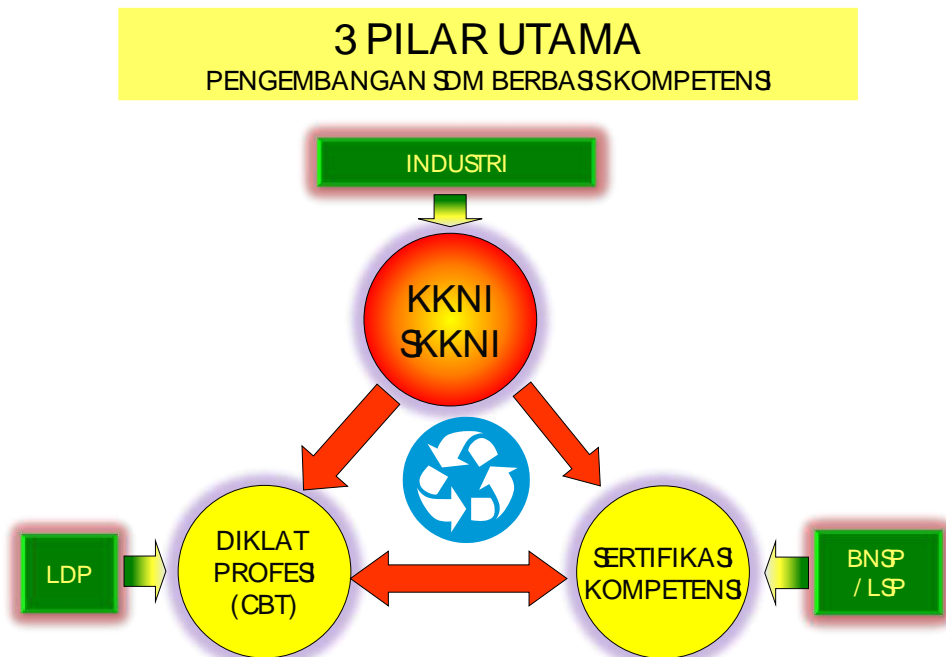 3 PILAR UTAMA
PENGEMBANGAN SDM BERBASIS KOMPETENSI
INDUSTRI
KKNI
SKKNI
LDP
DIKLAT
PROFESI
(CBT)
SERTIFIKASI
KOMPETENSI
BNSP
/ LSP